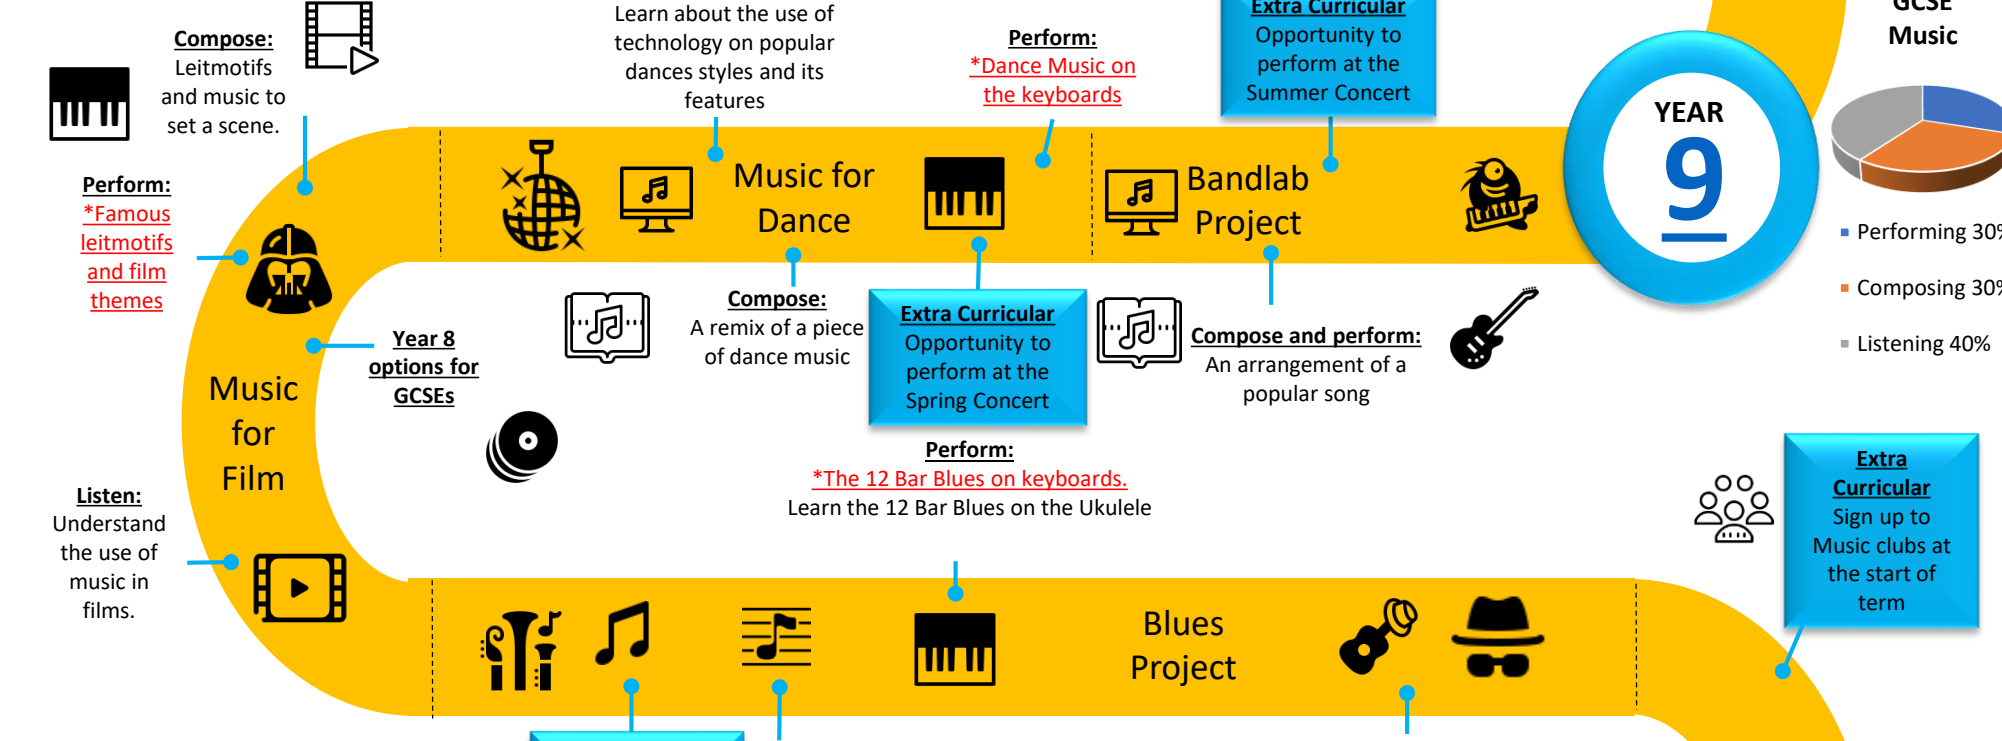 Compose:
Leitmotifs
and music to
set a scene.
Learn about the use of
technology on popular
dances styles and its
features
Perform:
*Dance Music on
the keyboards
Extra Curricular
Opportunity to
perform at the
Summer Concert
GCSE
Music
YEAR
9
Performing 30%
Composing 30%
Listening 40%
Perform:
*Famous
leitmotifs
and film
themes
Music for
Dance
Bandlab
Project
Year 8
options for
GCSEs
Compose:
A remix of a piece
of dance music
Extra Curricular
Opportunity to
perform at the
Spring Concert
Compose and perform:
An arrangement of a
popular song
Music
for
Film
Perform:
*The 12 Bar Blues on keyboards.
Learn the 12 Bar Blues on the Ukulele
Listen:
Understand
the use of
music in
films.
Extra
Curricular
Sign up to
Music clubs at
the start of
term
Blues
Project